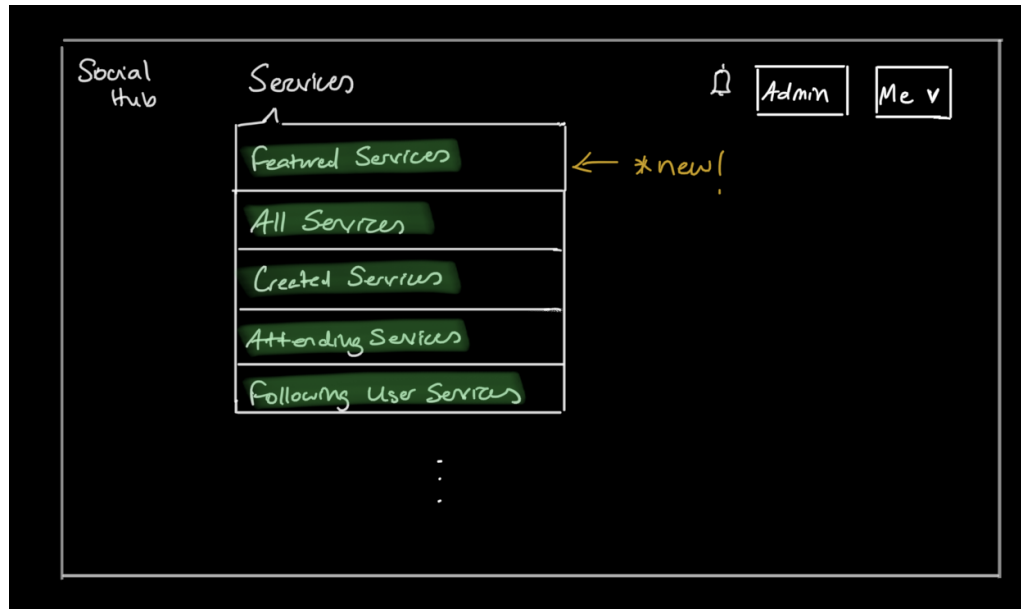 Social
Hub
Services
Admin
Me v
Featured Services
← *new!
All Services
Created Services
Attending Services
Following User Services